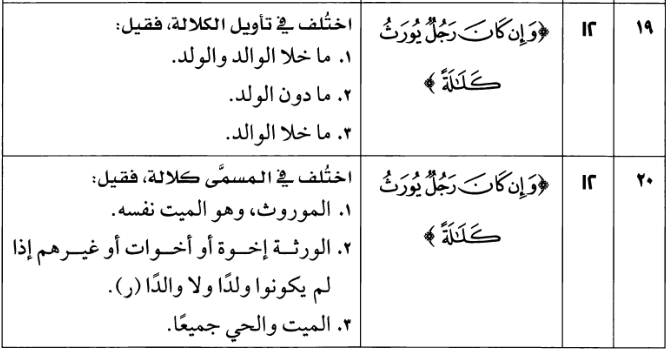 ١٩
١٢
﴿وَإِن كَانَ رَجُلٌ يُورَثُ
كَلَٰلَةً ﴾
اختُلف في تأويل الكلالة، فقيل:
١. ما خلا الوالد والولد.
٢. ما دون الولد.
٣. ما خلا الوالد.
٢٠
١٢
﴿وَإِن كَانَ رَجُلٌ يُورَثُ
كَلَٰلَةً ﴾
اختُلف في المسمَّى كلالة، فقيل:
١. الموروث، وهو الميت نفسه.
٢. الورثة إخوة أو أخوات أو غيرهم إذا
لم يكونوا ولدًا ولا والدًا (ر).
٣. الميت والحي جميعًا.